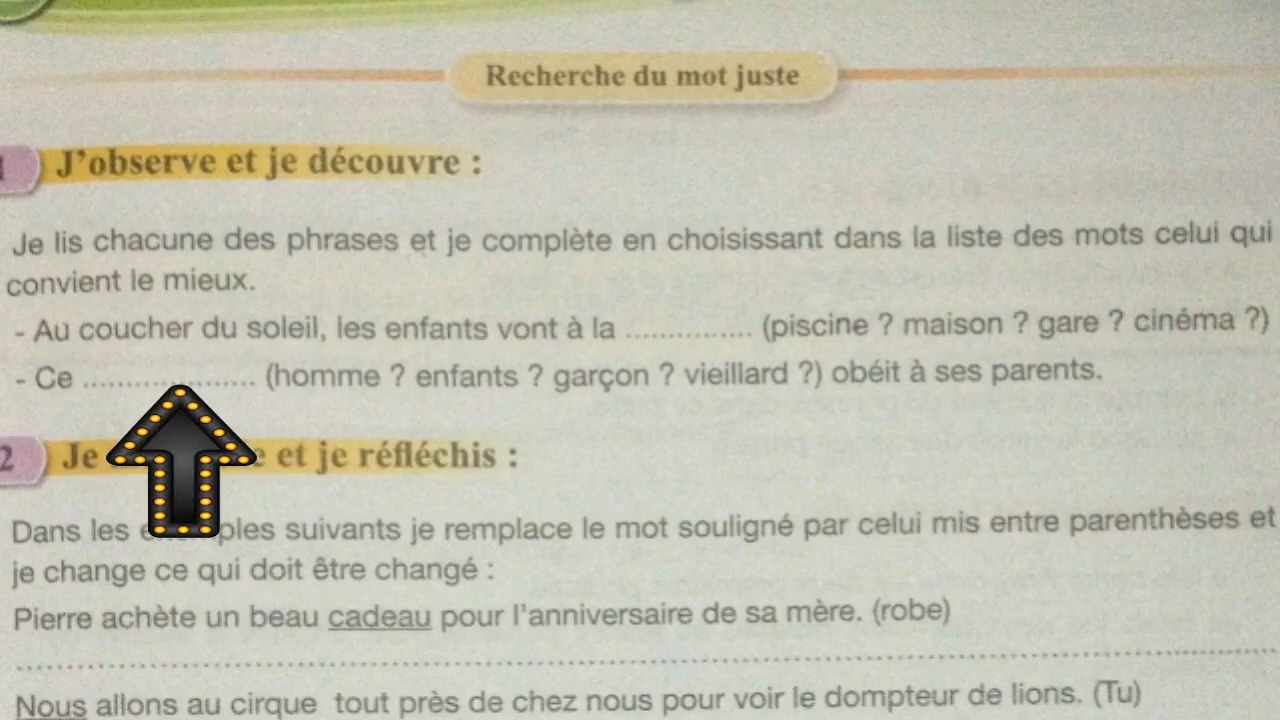 Recherche du mot juste
J'observe et je découvre :
Je lis chacune des phrases et je complète en choisissant dans la liste des mots celui qui
convient le mieux.
- Au coucher du soleil, les enfants vont à la .............. (piscine ? maison ? gare ? cinéma ?)
- Ce ................... (homme ? enfants ? garçon ? vieillard ?) obéit à ses parents.
2 Je et je réfléchis :
Dans les suivants je remplace le mot souligné par celui mis entre parenthèses et
je change ce qui doit être changé :
Pierre achète un beau cadeau pour l'anniversaire de sa mère. (robe)
Nous allons au cirque tout près de chez nous pour voir le dompteur de lions. (Tu)